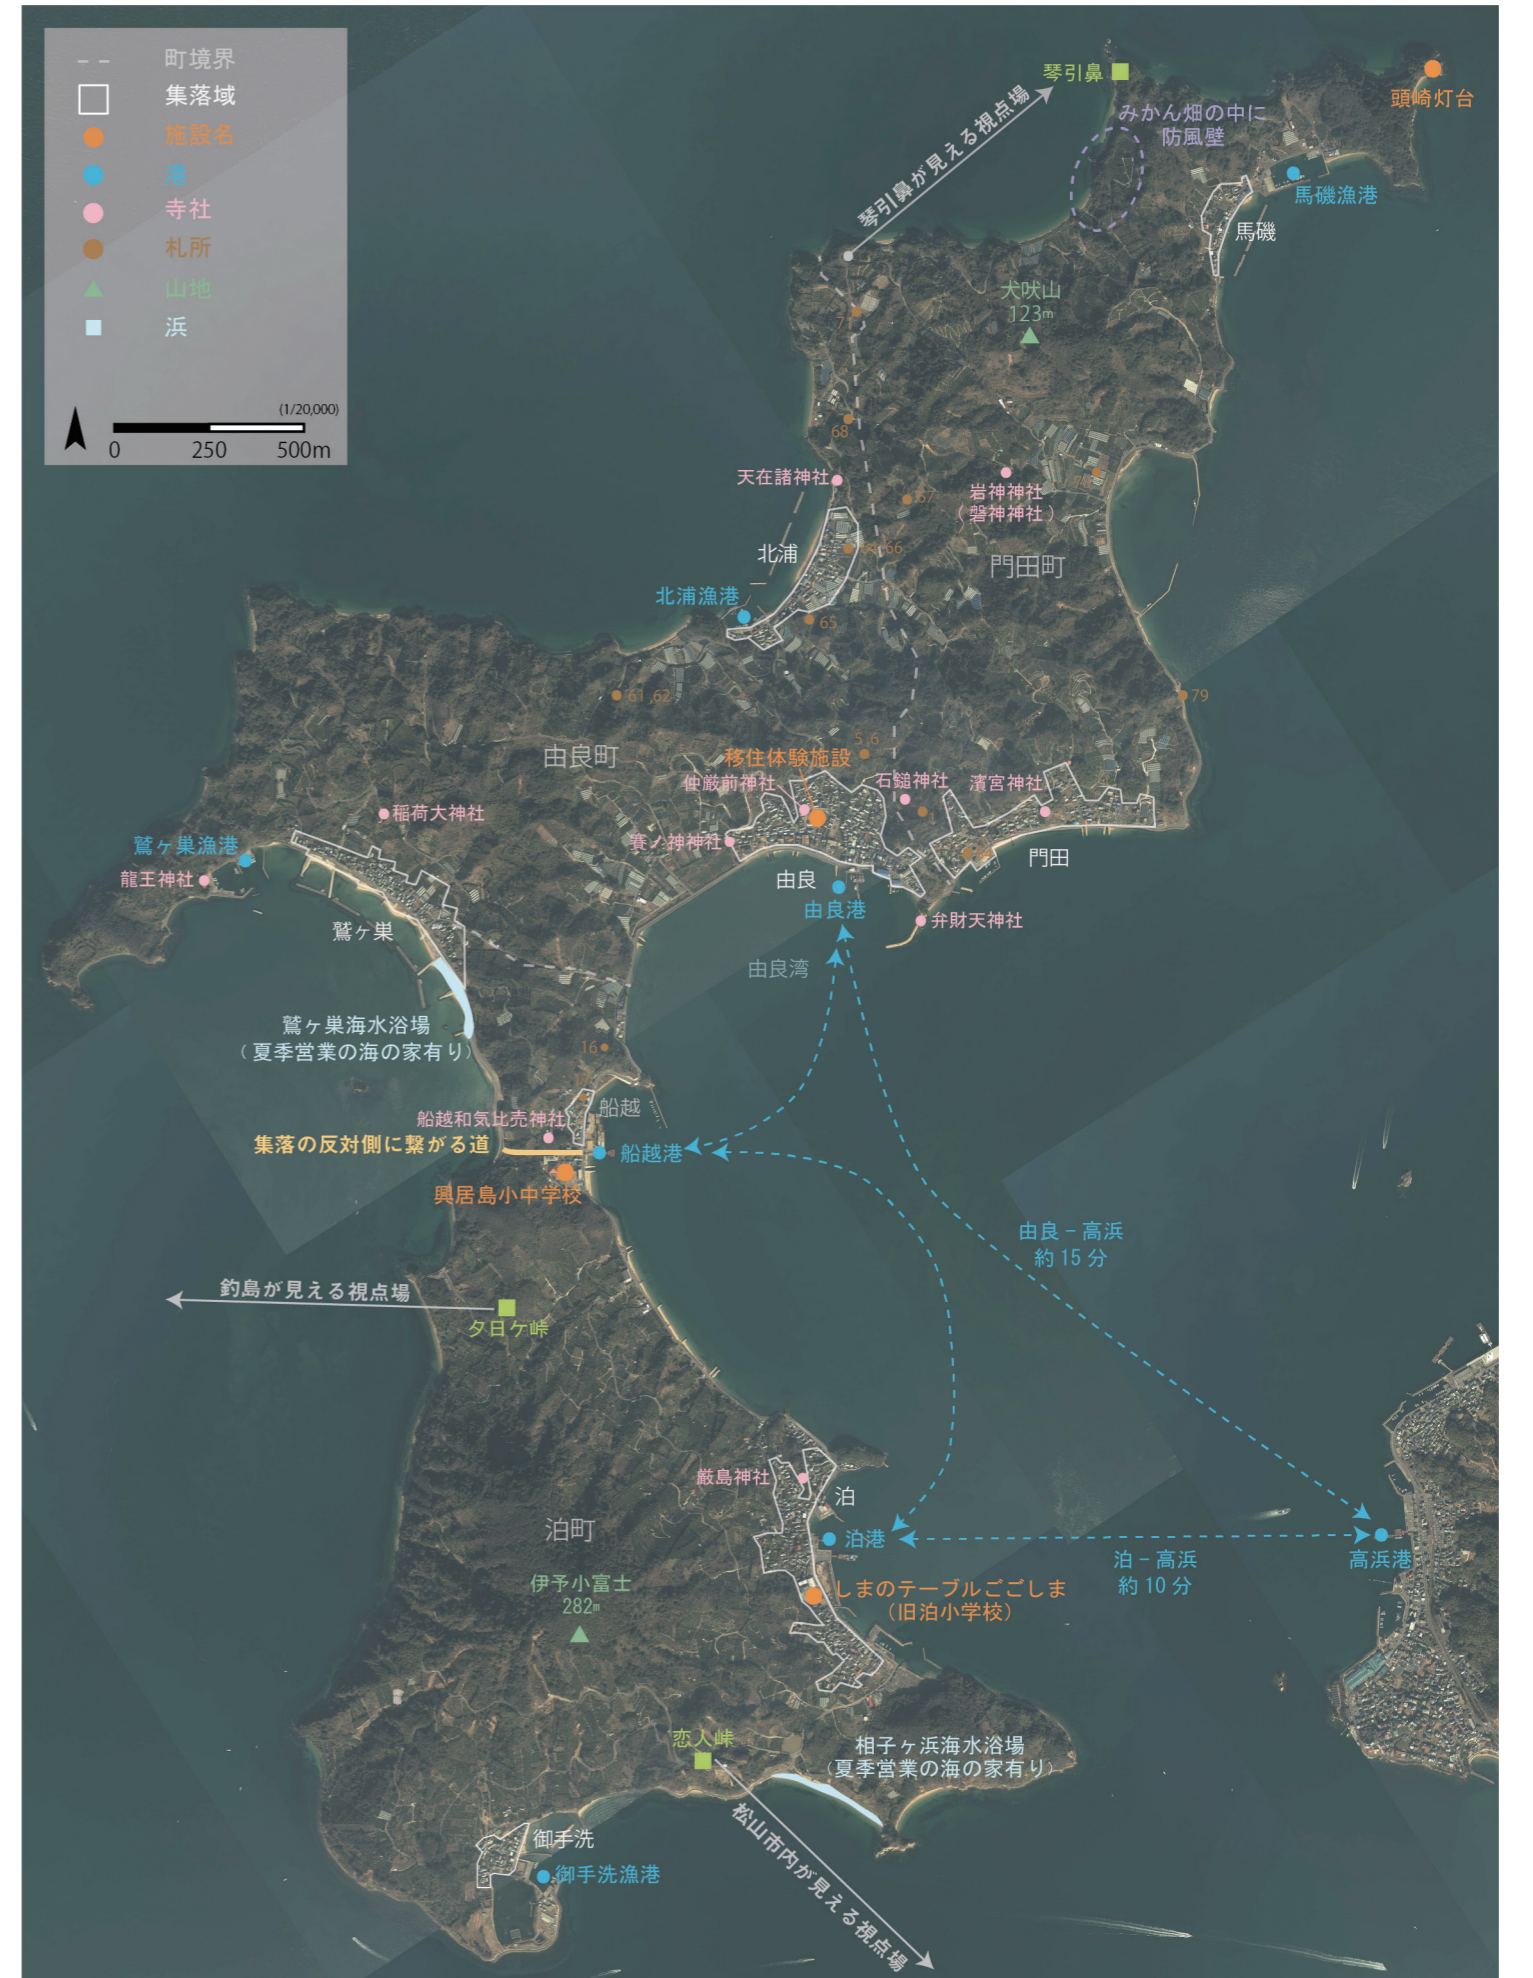 町境界
集落域
施設名
港
寺社
札所
山地
浜
(1/20,000)
0 250 500m
琴引鼻
頭崎灯台
琴引鼻が見える視点場
みかん畑の中に
防風壁
馬磯漁港
馬磯
犬吠山
123m
71
68
天在諸神社
67
岩神神社
（磐神神社）
北浦
門田町
北浦漁港
65
61,62
79
5,6
由良町
移住体験施設
仲厳前神社
石鎚神社
濱宮神社
稲荷大神社
賽ノ神神社
鷲ヶ巣漁港
龍王神社
門田
由良
由良港
弁財天神社
鷲ヶ巣
由良湾
鷲ヶ巣海水浴場
（夏季営業の海の家有り）
16
船越
船越和気比売神社
集落の反対側に繋がる道
船越港
興居島小中学校
由良－高浜
約15分
釣島が見える視点場
夕日ケ峠
厳島神社
泊
泊町
泊港
泊－高浜
約10分
高浜港
伊予小富士
282m
しまのテーブルごごしま
（旧泊小学校）
恋人峠
相子ヶ浜海水浴場
（夏季営業の海の家有り）
松山市内が見える視点場
御手洗
御手洗漁港